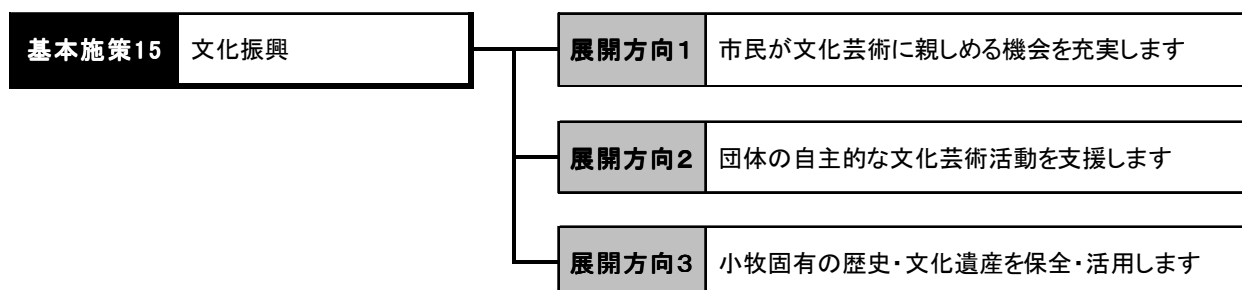 基本施策15 文化振興
展開方向1 市民が文化芸術に親しめる機会を充実します
展開方向2 団体の自主的な文化芸術活動を支援します
展開方向3 小牧固有の歴史・文化遺産を保全・活用します